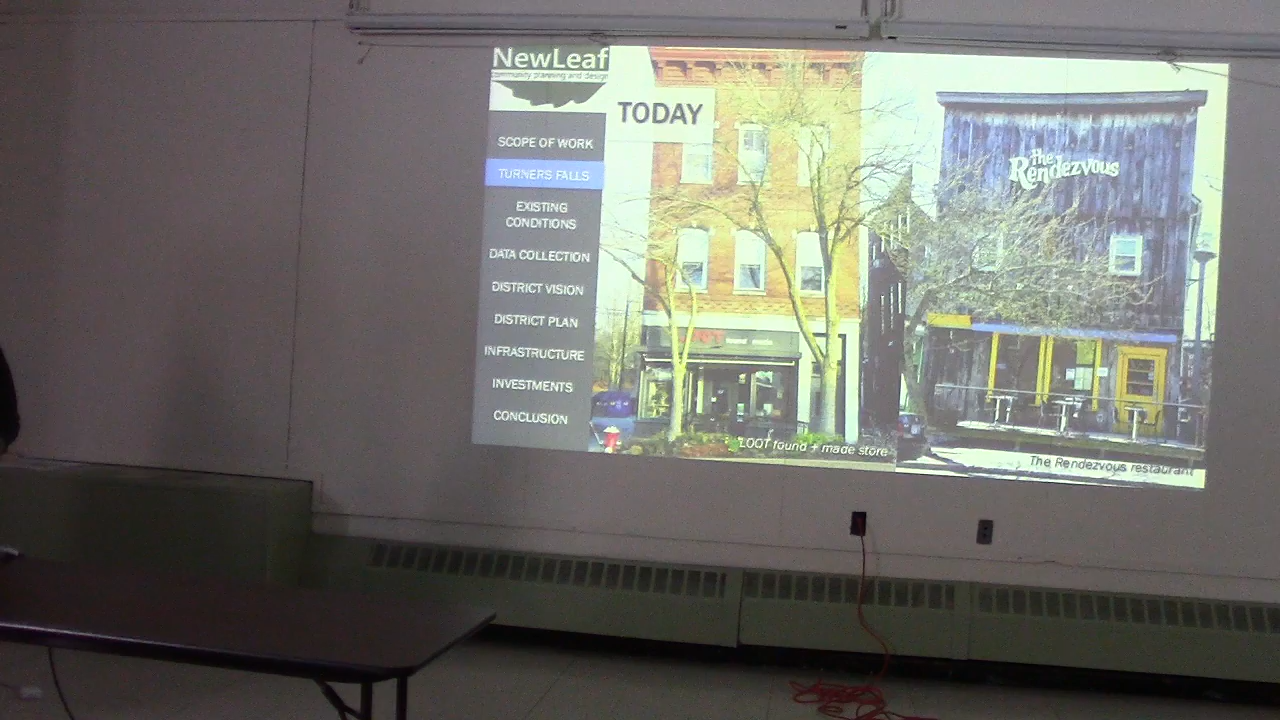 NewLeaf
community planning and design
TODAY
SCOPE OF WORK
TURNERS FALLS
EXISTING
CONDITIONS
DATA COLLECTION
DISTRICT VISION
DISTRICT PLAN
INFRASTRUCTURE
INVESTMENTS
CONCLUSION
The
Rendezvous
LOOT found + made store
The Rendezvous restaurant